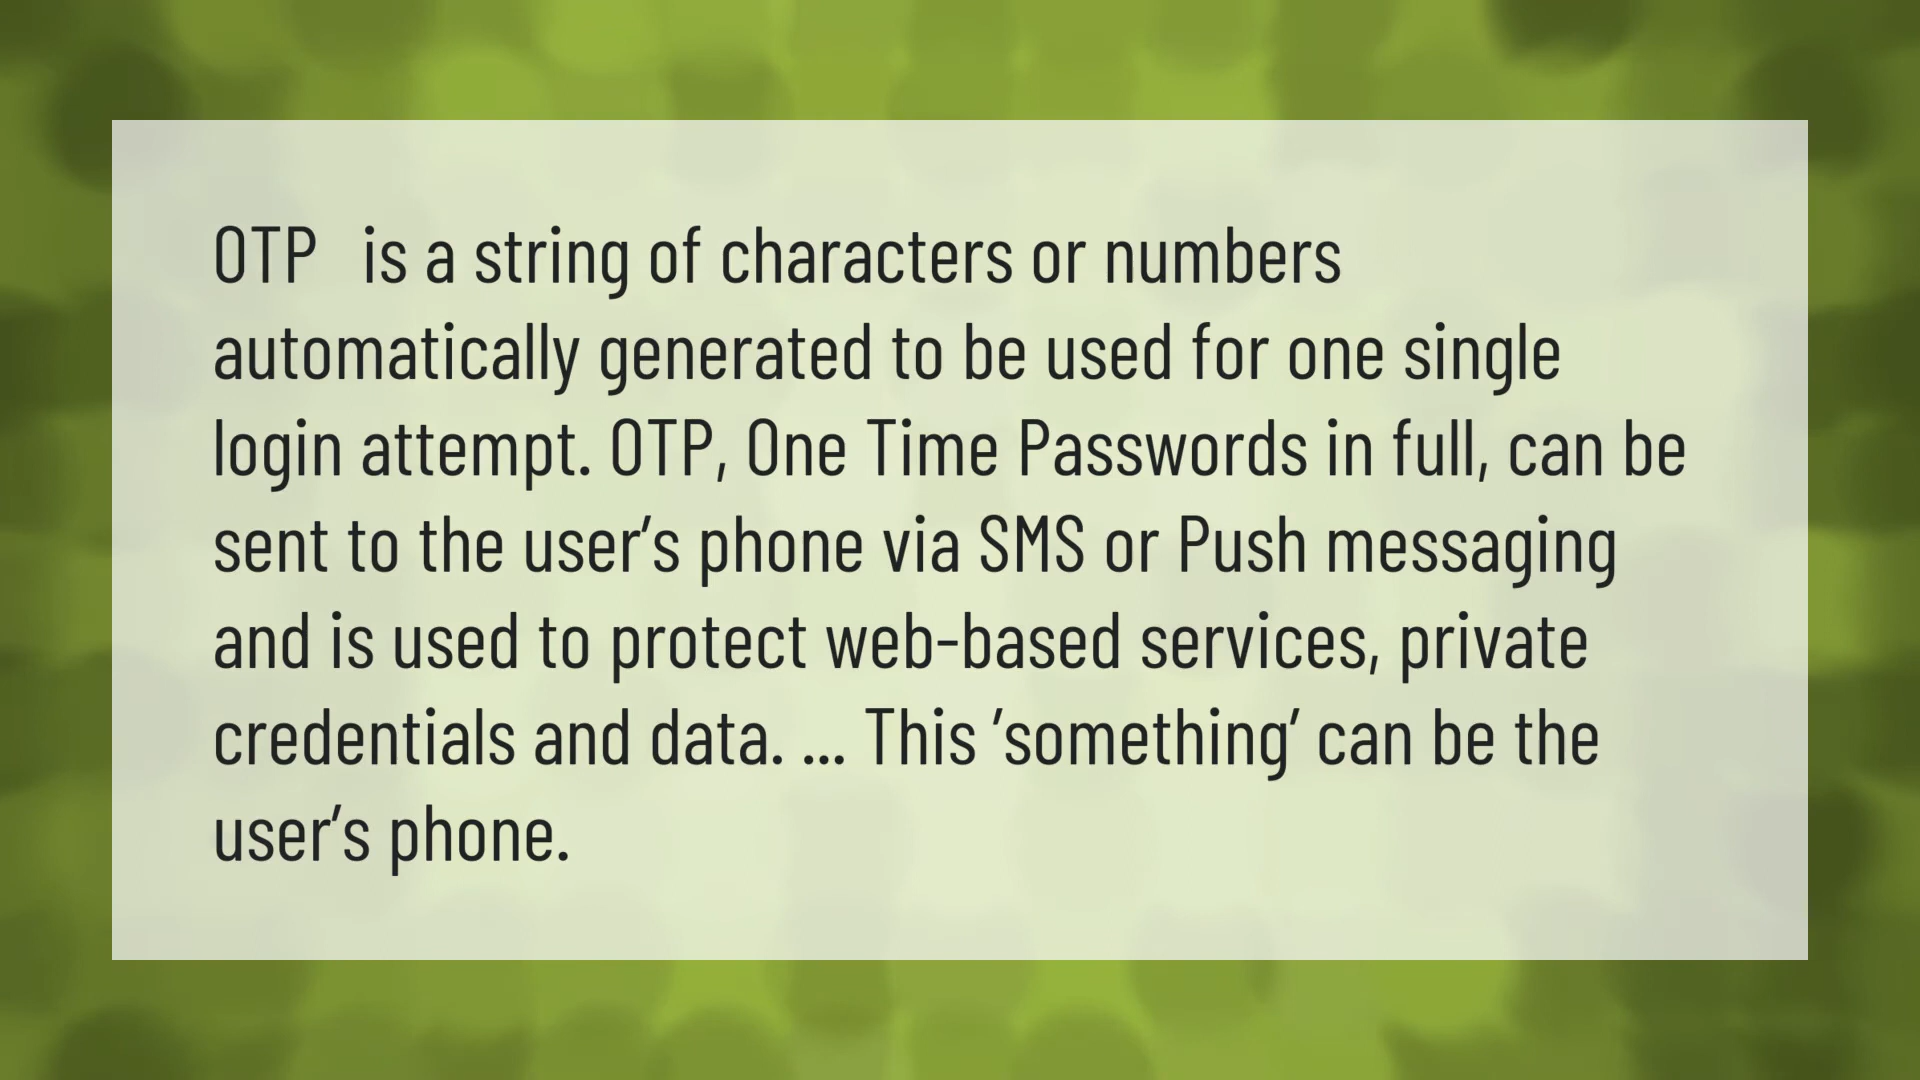 OTP is a string of characters or numbers
automatically generated to be used for one single
login attempt. OTP, One Time Passwords in full, can be
sent to the user's phone via SMS or Push messaging
and is used to protect web-based services, private
credentials and data. ... This 'something' can be the
user's phone.